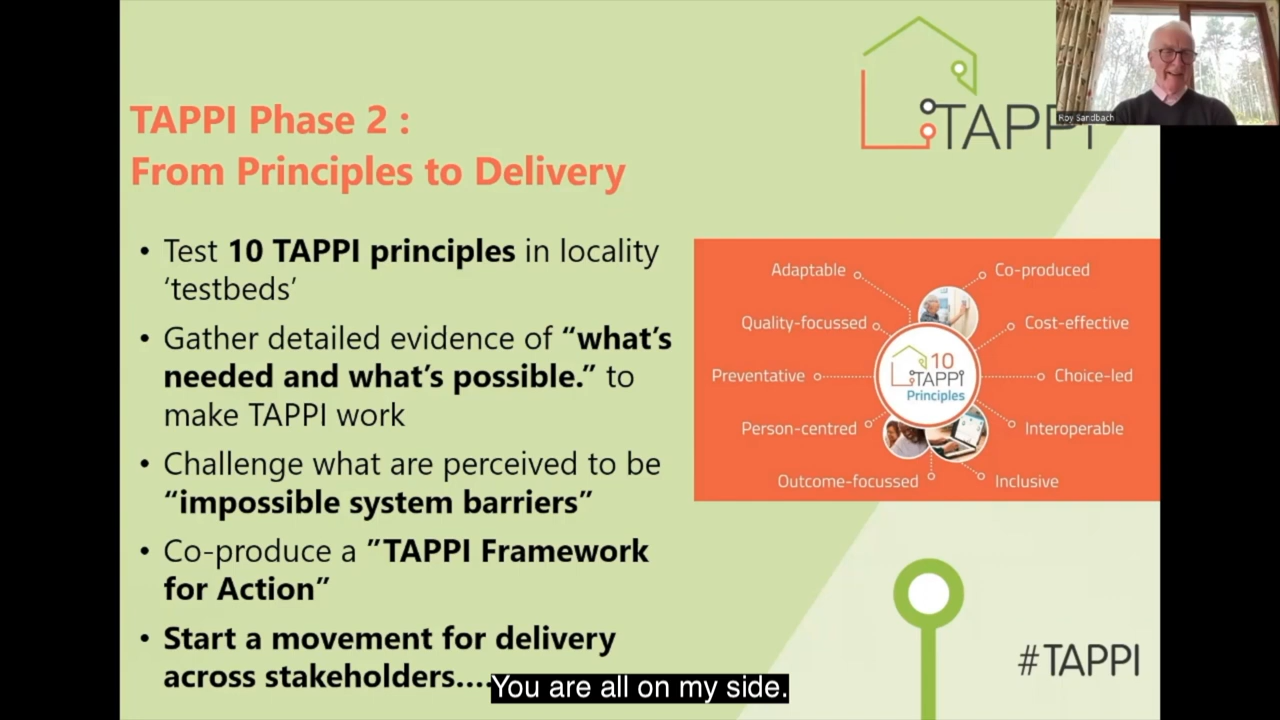 TAPPI Phase 2 :
From Principles to Delivery
• Test 10 TAPPI principles in locality
‘testbeds’
• Gather detailed evidence of “what’s
needed and what’s possible.” to
make TAPPI work
• Challenge what are perceived to be
“impossible system barriers”
• Co-produce a ”TAPPI Framework
for Action”
• Start a movement for delivery
across stakeholders....
TAPPI
Roy Sandbach
Adaptable
Co-produced
Quality-focussed
Cost-effective
Preventative
Choice-led
Person-centred
Interoperable
Outcome-focussed
Inclusive
10
TAPPI
Principles
#TAPPI
You are all on my side.